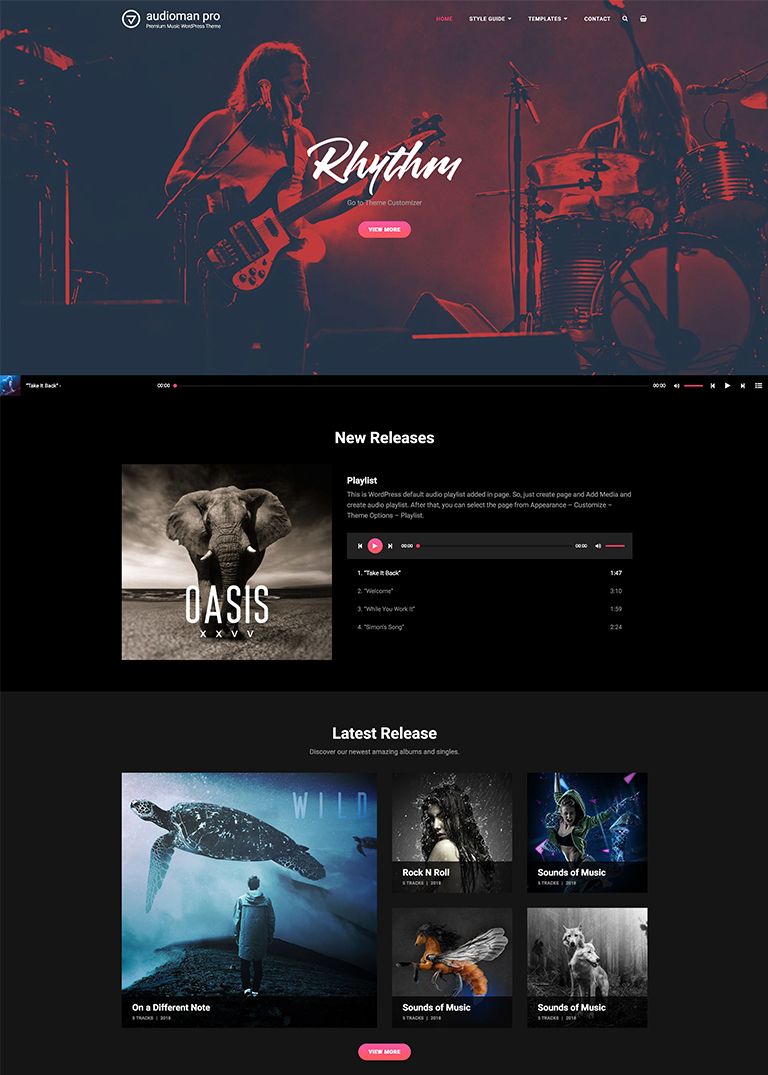 audioman pro
Premium Music WordPress Theme
HOME STYLE GUIDE TEMPLATES CONTACT
Rhythm
Go to Theme Customizer
VIEW MORE
"Take It Back" - 00:00 00:00
New Releases
OASIS
XXVV
Playlist
This is WordPress default audio playlist added in page. So, just create page and Add Media and
create audio playlist. After that, you can select the page from Appearance – Customize –
Theme Options – Playlist.
00:00 00:00
1. "Take It Back" 1:47
2. "Welcome" 3:10
3. "While You Work It" 1:59
4. "Simon's Song" 2:24
Latest Release
Discover our newest amazing albums and singles.
WILD
On a Different Note
8 TRACKS | 2018
Rock N Roll
5 TRACKS | 2018
Sounds of Music
5 TRACKS | 2018
Sounds of Music
5 TRACKS | 2018
Sounds of Music
5 TRACKS | 2018
VIEW MORE